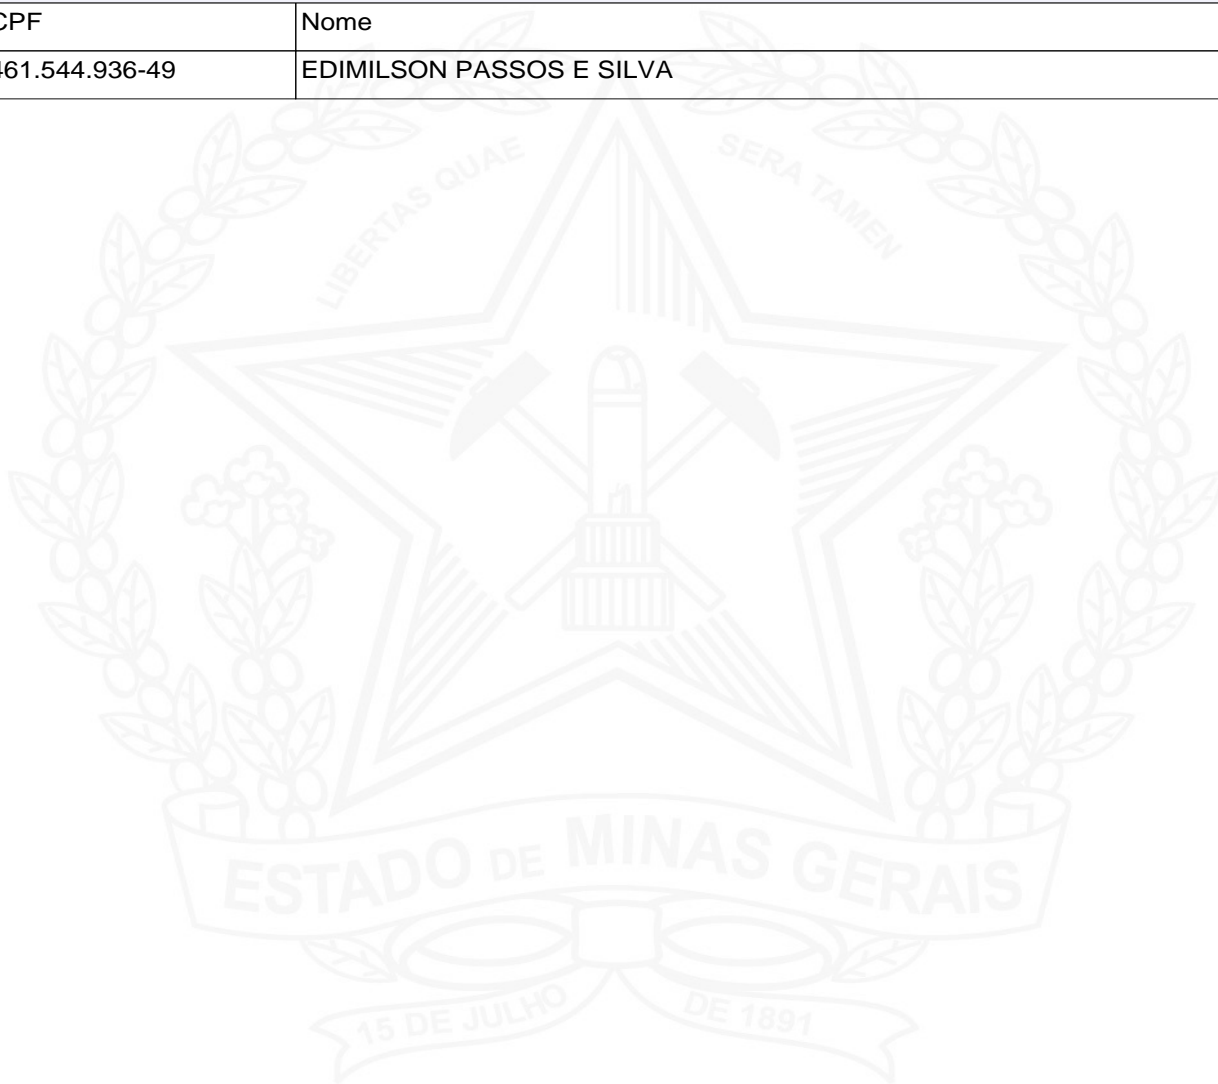 CPF Nome
461.544.936-49 EDIMILSON PASSOS E SILVA
LIBERTAS QUAE SERA TAMEN
ESTADO DE MINAS GERAIS
15 DE JULHO DE 1891